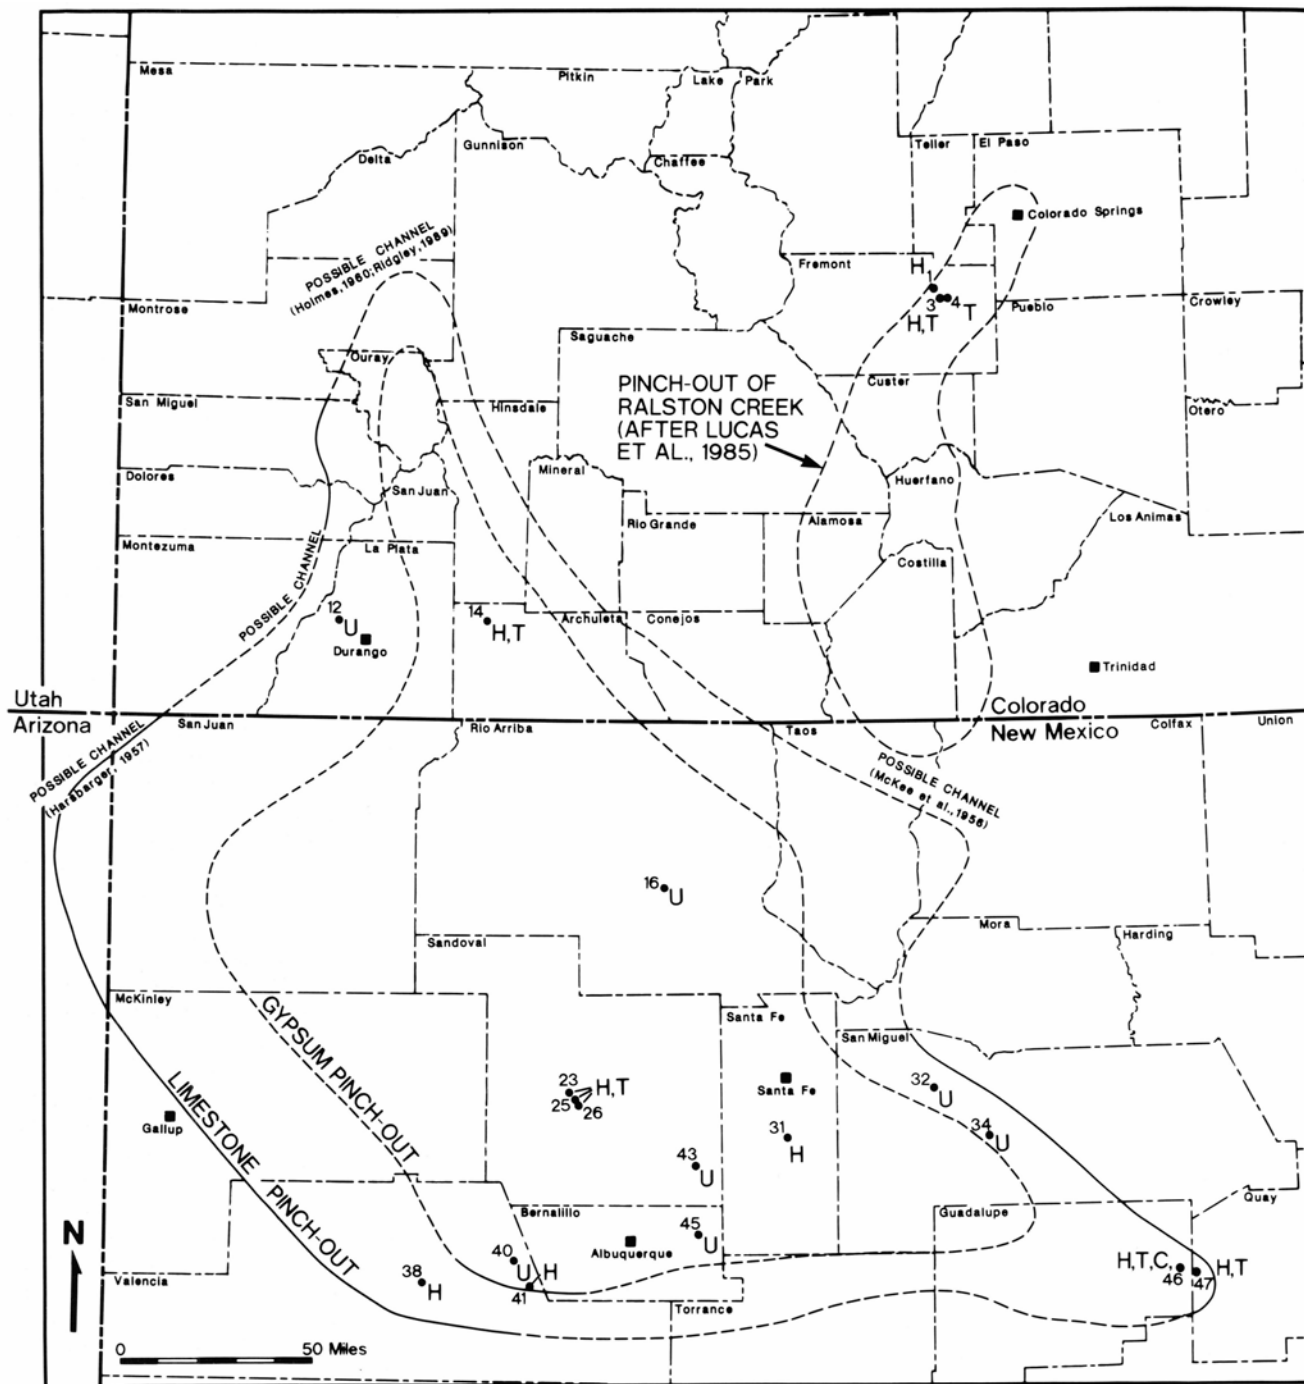 Mesa
Pitkin
Lake
Park
Delta
Gunnison
Chaffee
Teller
El Paso
Colorado Springs
POSSIBLE CHANNEL
(Holmes, 1960; Ridgley, 1989)
Fremont
H, 1
3 4
H,T T
Montrose
Pueblo
Crowley
Saguache
Ouray
Custer
PINCH-OUT OF
RALSTON CREEK
(AFTER LUCAS
ET AL., 1985)
San Miguel
Hinsdale
Otero
Dolores
Mineral
San Juan
Huerfano
Rio Grande
Alamosa
Los Animas
Montezuma
La Plata
Costilla
POSSIBLE CHANNEL
12
U
Durango
14
H,T
Archuleta
Conejos
Trinidad
Utah
Arizona
San Juan
Rio Arriba
Taos
Colorado
New Mexico
Colfax
Union
POSSIBLE CHANNEL
(Harshbarger, 1957)
POSSIBLE CHANNEL
(McKee et al., 1956)
16
U
Sandoval
Mora
Harding
McKinley
GYPSUM PINCH-OUT
Santa Fe
San Miguel
LIMESTONE PINCH-OUT
23
H,T
25
26
Santa Fe
32
U
Gallup
31
H
34
U
43
U
Quay
Bernalillo
Guadalupe
45
U
Albuquerque
N
40
U
H
41
38
H
H,T,C,
46
47
H,T
Valencia
Torrance
0 50 Miles